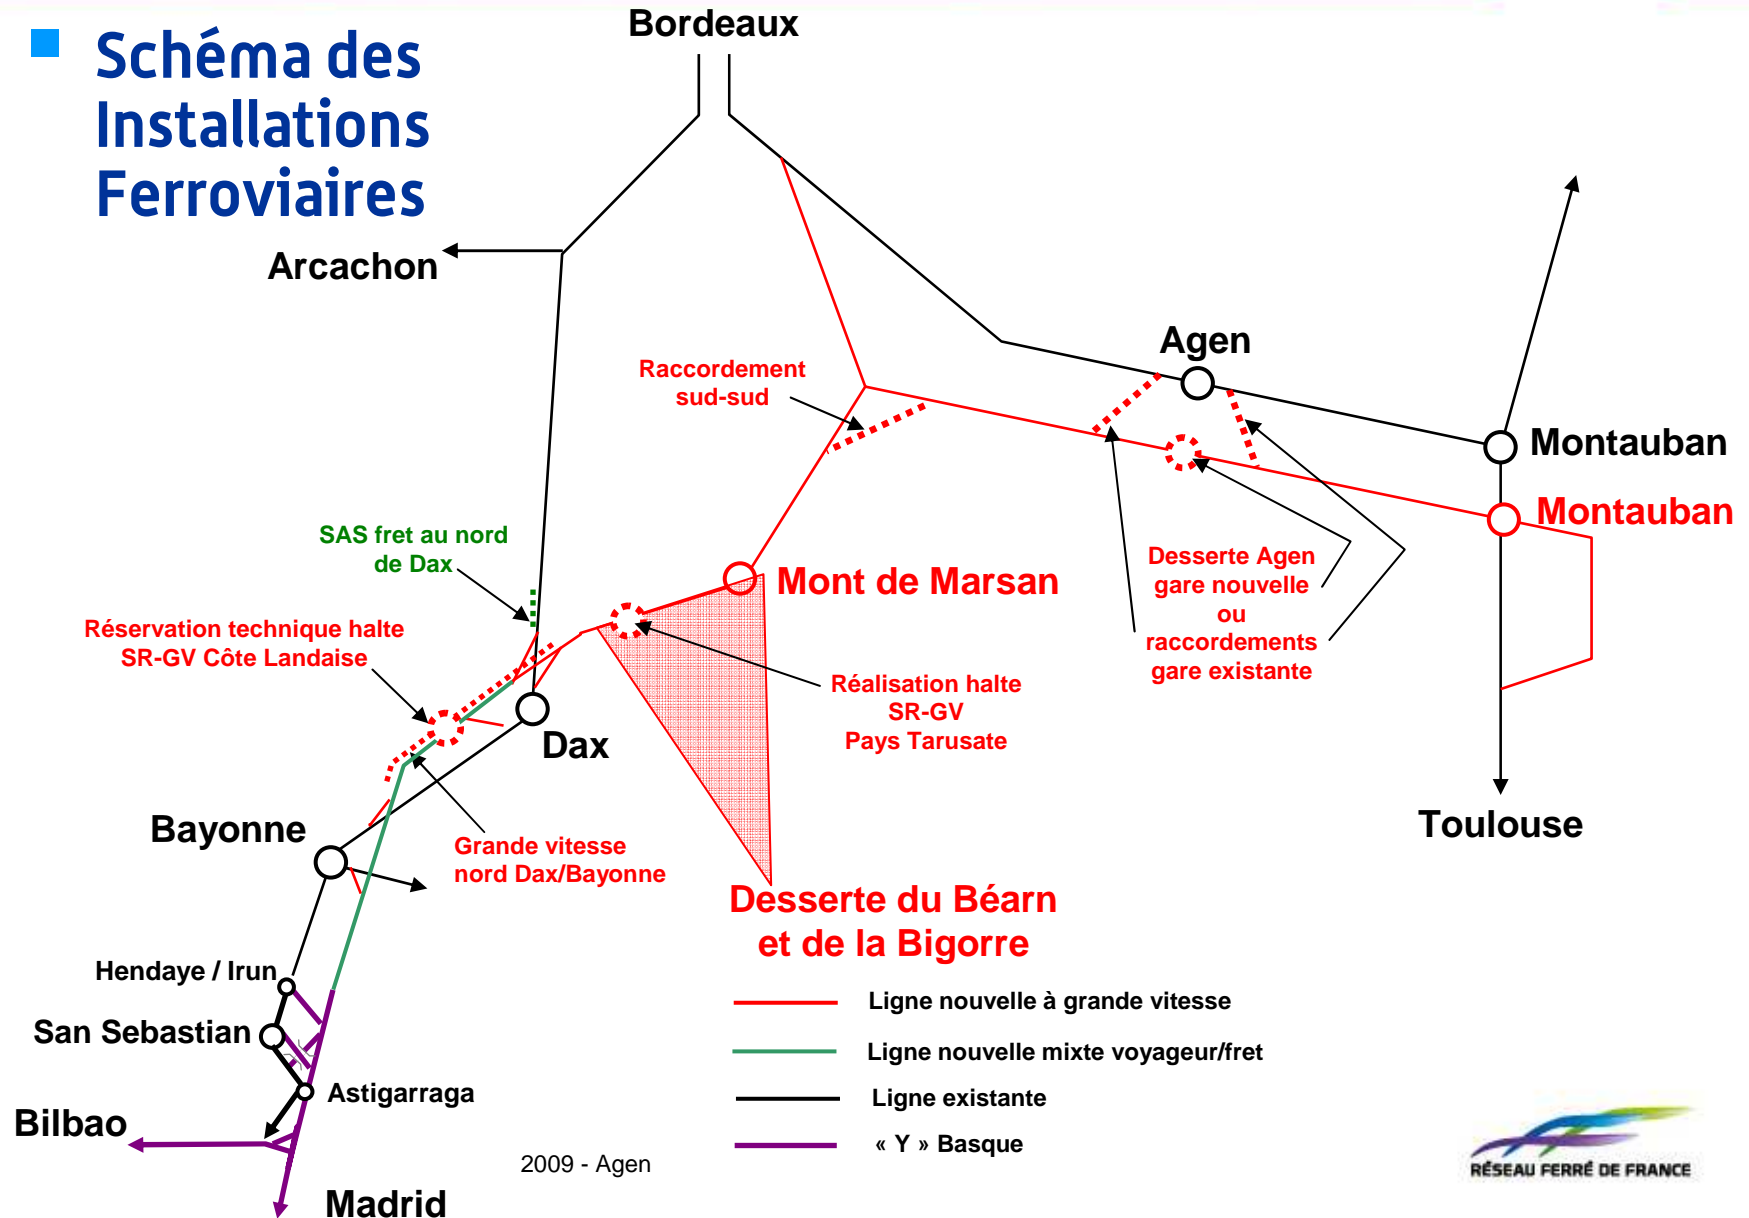 Schéma des
Installations
Ferroviaires
Bordeaux
Arcachon
Agen
Raccordement
sud-sud
Montauban
Montauban
SAS fret au nord
de Dax
Mont de Marsan
Desserte Agen
gare nouvelle
ou
raccordements
gare existante
Réservation technique halte
SR-GV Côte Landaise
Réalisation halte
SR-GV
Pays Tarusate
Dax
Bayonne
Toulouse
Grande vitesse
nord Dax/Bayonne
Desserte du Béarn
et de la Bigorre
Hendaye / Irun
San Sebastian
Astigarraga
Bilbao
Madrid
Ligne nouvelle à grande vitesse
Ligne nouvelle mixte voyageur/fret
Ligne existante
« Y » Basque
2009 - Agen
RÉSEAU FERRÉ DE FRANCE